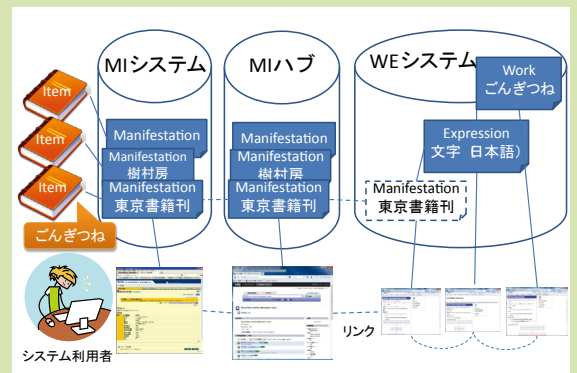 MIシステム
MIハブ
WEシステム
Work
ごんぎつね
Item
Item
Item
Manifestation
Manifestation
樹村房
Manifestation
東京書籍刊
Manifestation
Manifestation
樹村房
Manifestation
東京書籍刊
Expression
文字 日本語）
Manifestation
東京書籍刊
ごんぎつね
リンク
システム利用者